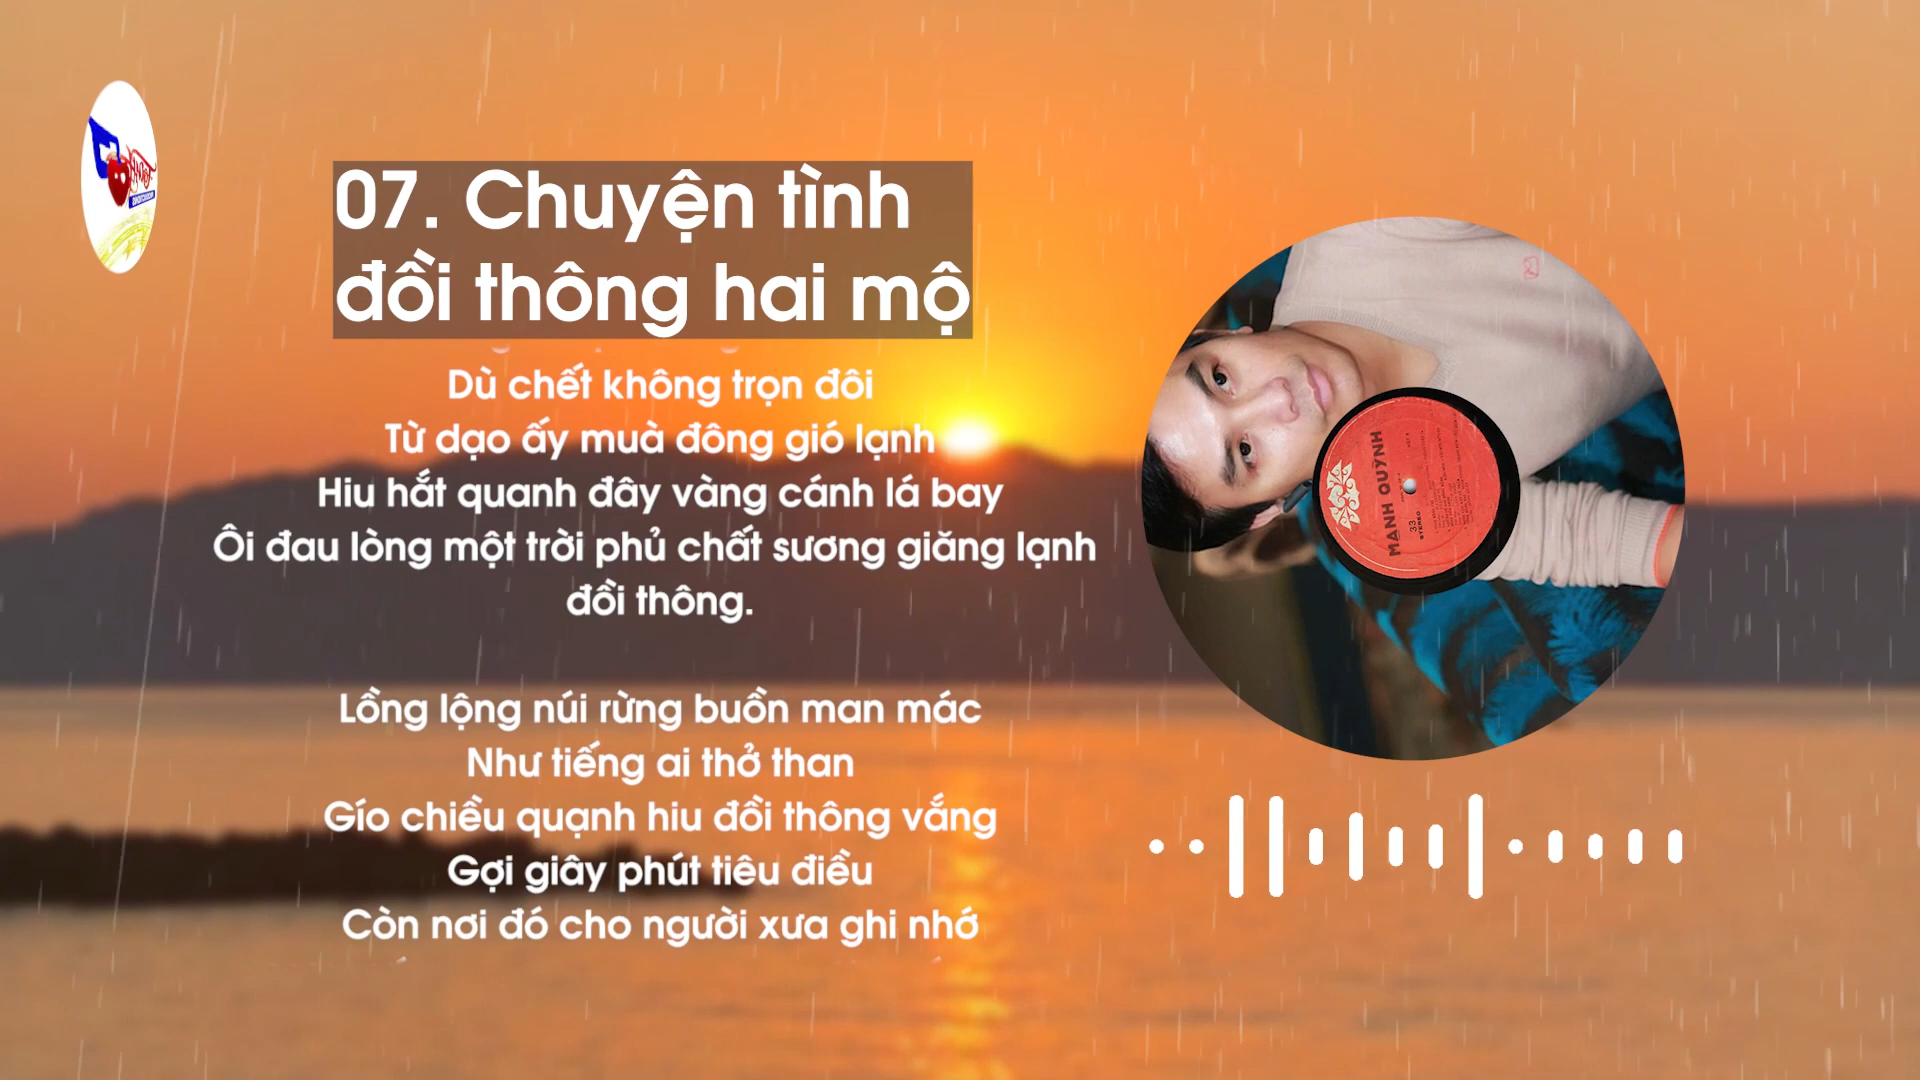 07. Chuyện tình
đồi thông hai mộ
Dù chết không trọn đôi
Từ dạo ấy muà đông gió lạnh
Hiu hắt quanh đây vàng cánh lá bay
Ôi đau lòng một trời phủ chất sương giăng lạnh
đồi thông.
Lồng lộng núi rừng buồn man mác
Như tiếng ai thở than
Gío chiều quạnh hiu đồi thông vắng
Gợi giây phút tiêu điều
Còn nơi đó cho người xưa ghi nhớ
MẠNH QUỲNH
33
STEREO